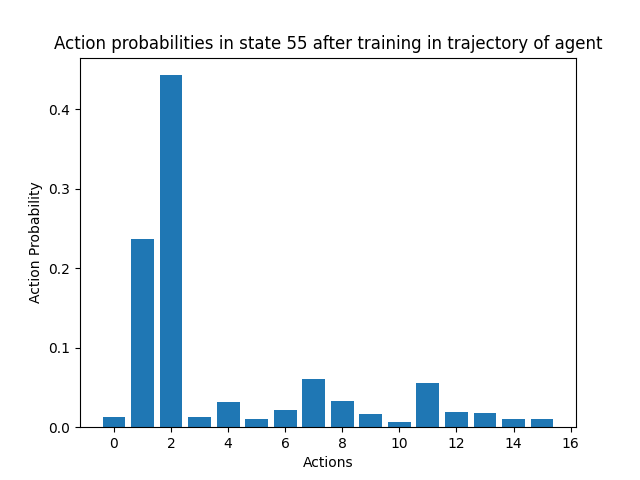 Action probabilities in state 55 after training in trajectory of agent
0.4
0.3
0.2
0.1
0.0
Action Probability
0 2 4 6 8 10 12 14 16
Actions